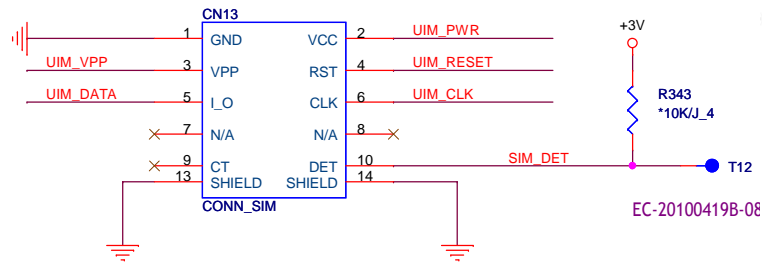 CN13
+3V
1 GND VCC 2 UIM_PWR
UIM_VPP 3 VPP RST 4 UIM_RESET
R343
*10K/J_4
UIM_DATA 5 I_O CLK 6 UIM_CLK
7 N/A N/A 8
9 CT DET 10 SIM_DET T12
13 SHIELD SHIELD 14
CONN_SIM
EC-20100419B-08